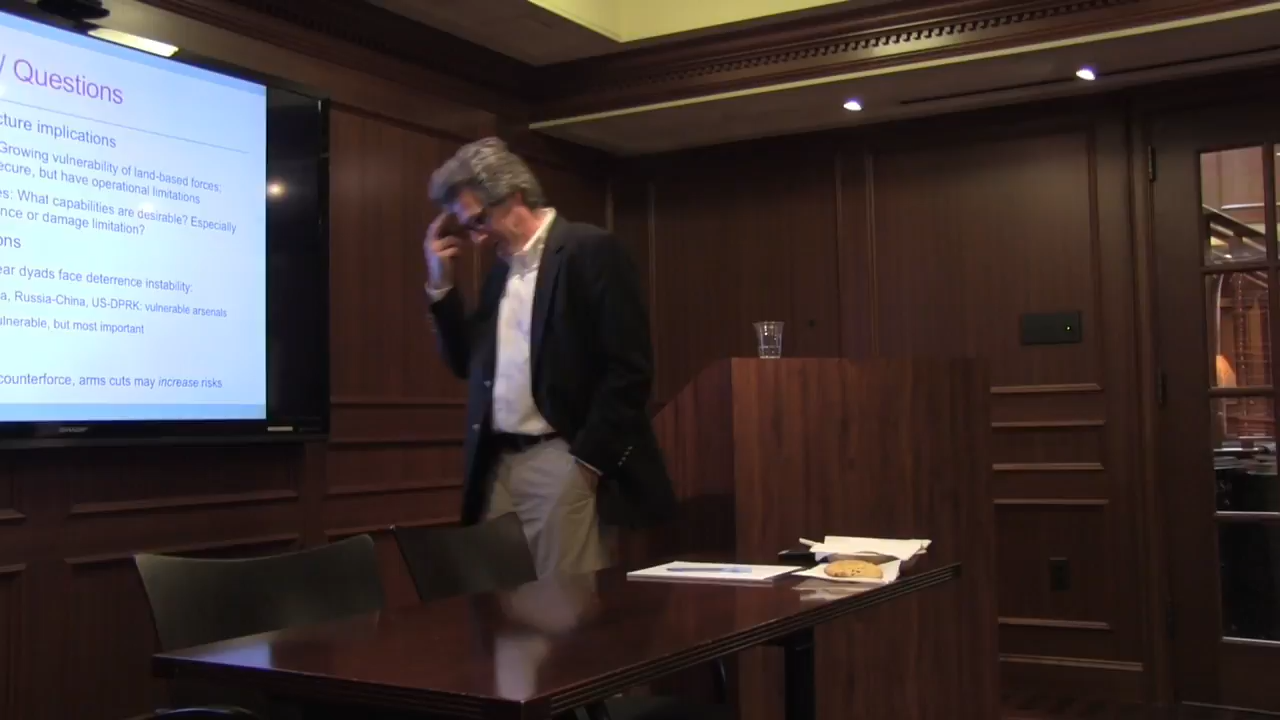 / Questions
cture implications
Growing vulnerability of land-based forces;
ecure, but have operational limitations
es: What capabilities are desirable? Especially
nce or damage limitation?
ons
ear dyads face deterrence instability:
a, Russia-China, US-DPRK: vulnerable arsenals
ulnerable, but most important
counterforce, arms cuts may increase risks
SHARP